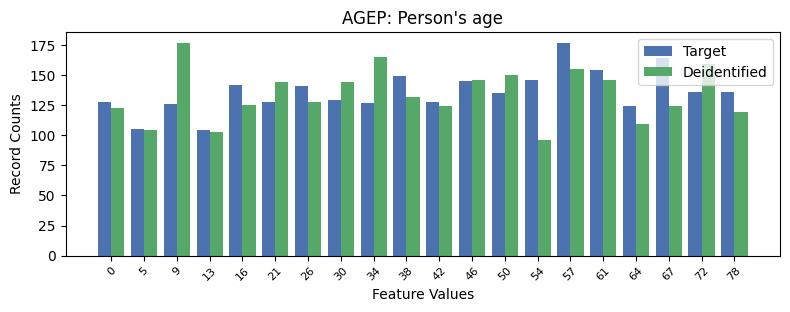 AGEP: Person's age
Record Counts
175
150
125
100
75
50
25
0
Target
Deidentified
0 5 9 13 16 21 26 30 34 38 42 46 50 54 57 61 64 67 72 78
Feature Values